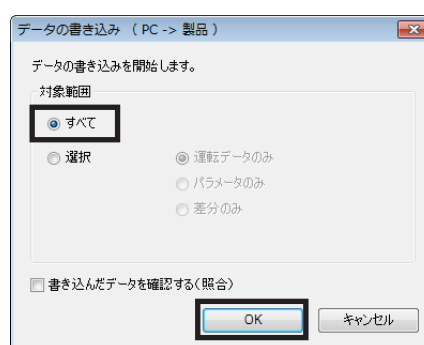 データの書き込み （ PC -> 製品 ）
データの書き込みを開始します。
対象範囲
すべて
選択
運転データのみ
パラメータのみ
差分のみ
書き込んだデータを確認する(照合)
OK
キャンセル